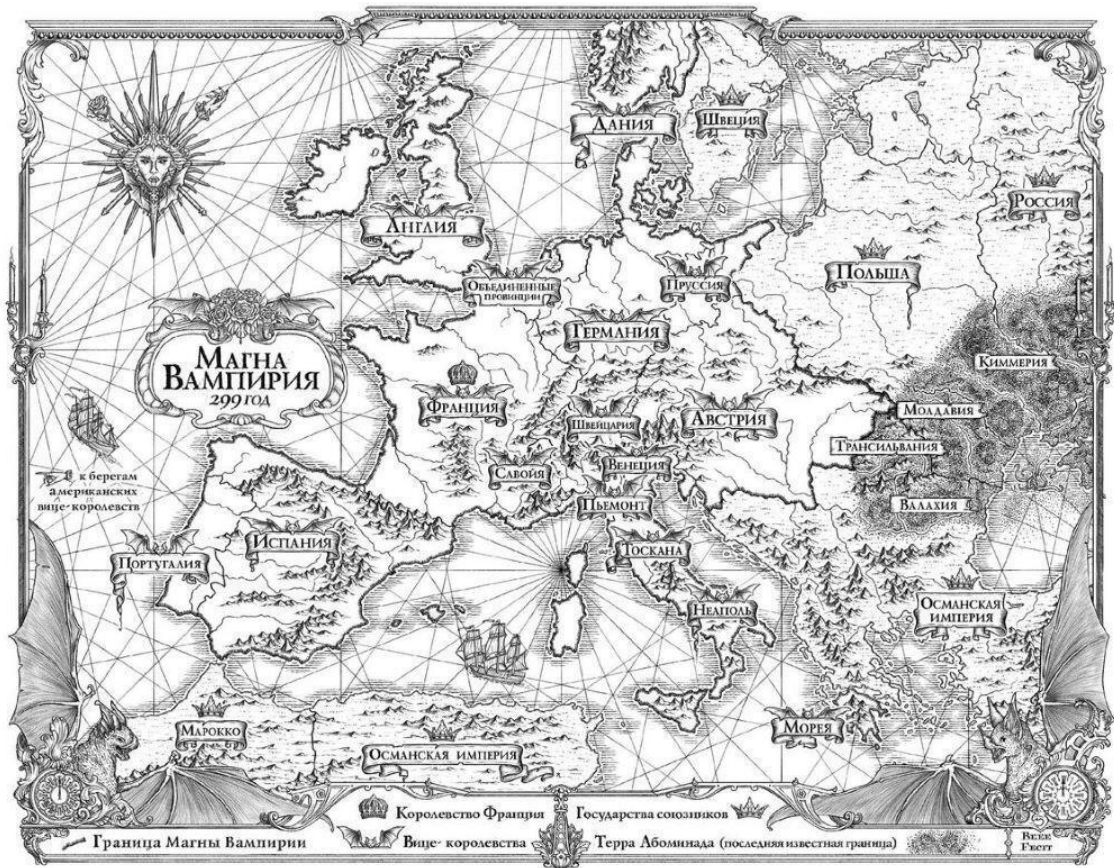 Дания
Швеция
Россия
Англия
Польша
Объединенные
провинции
Пруссия
Германия
Магна
Вампирия
299 год
Киммерия
Франция
Швейцария
Австрия
Молдавия
Трансильвания
Савойя
Венеция
к берегам
американских
вице-королевств
Пьемонт
Валахия
Испания
Португалия
Тоскана
Неаполь
Османская
империя
Марокко
Морея
Османская империя
Королевство Франция
Государства союзников
Граница Магны Вампирии
Вице-королевства
Терра Абоминада (последняя известная граница)
Fecit